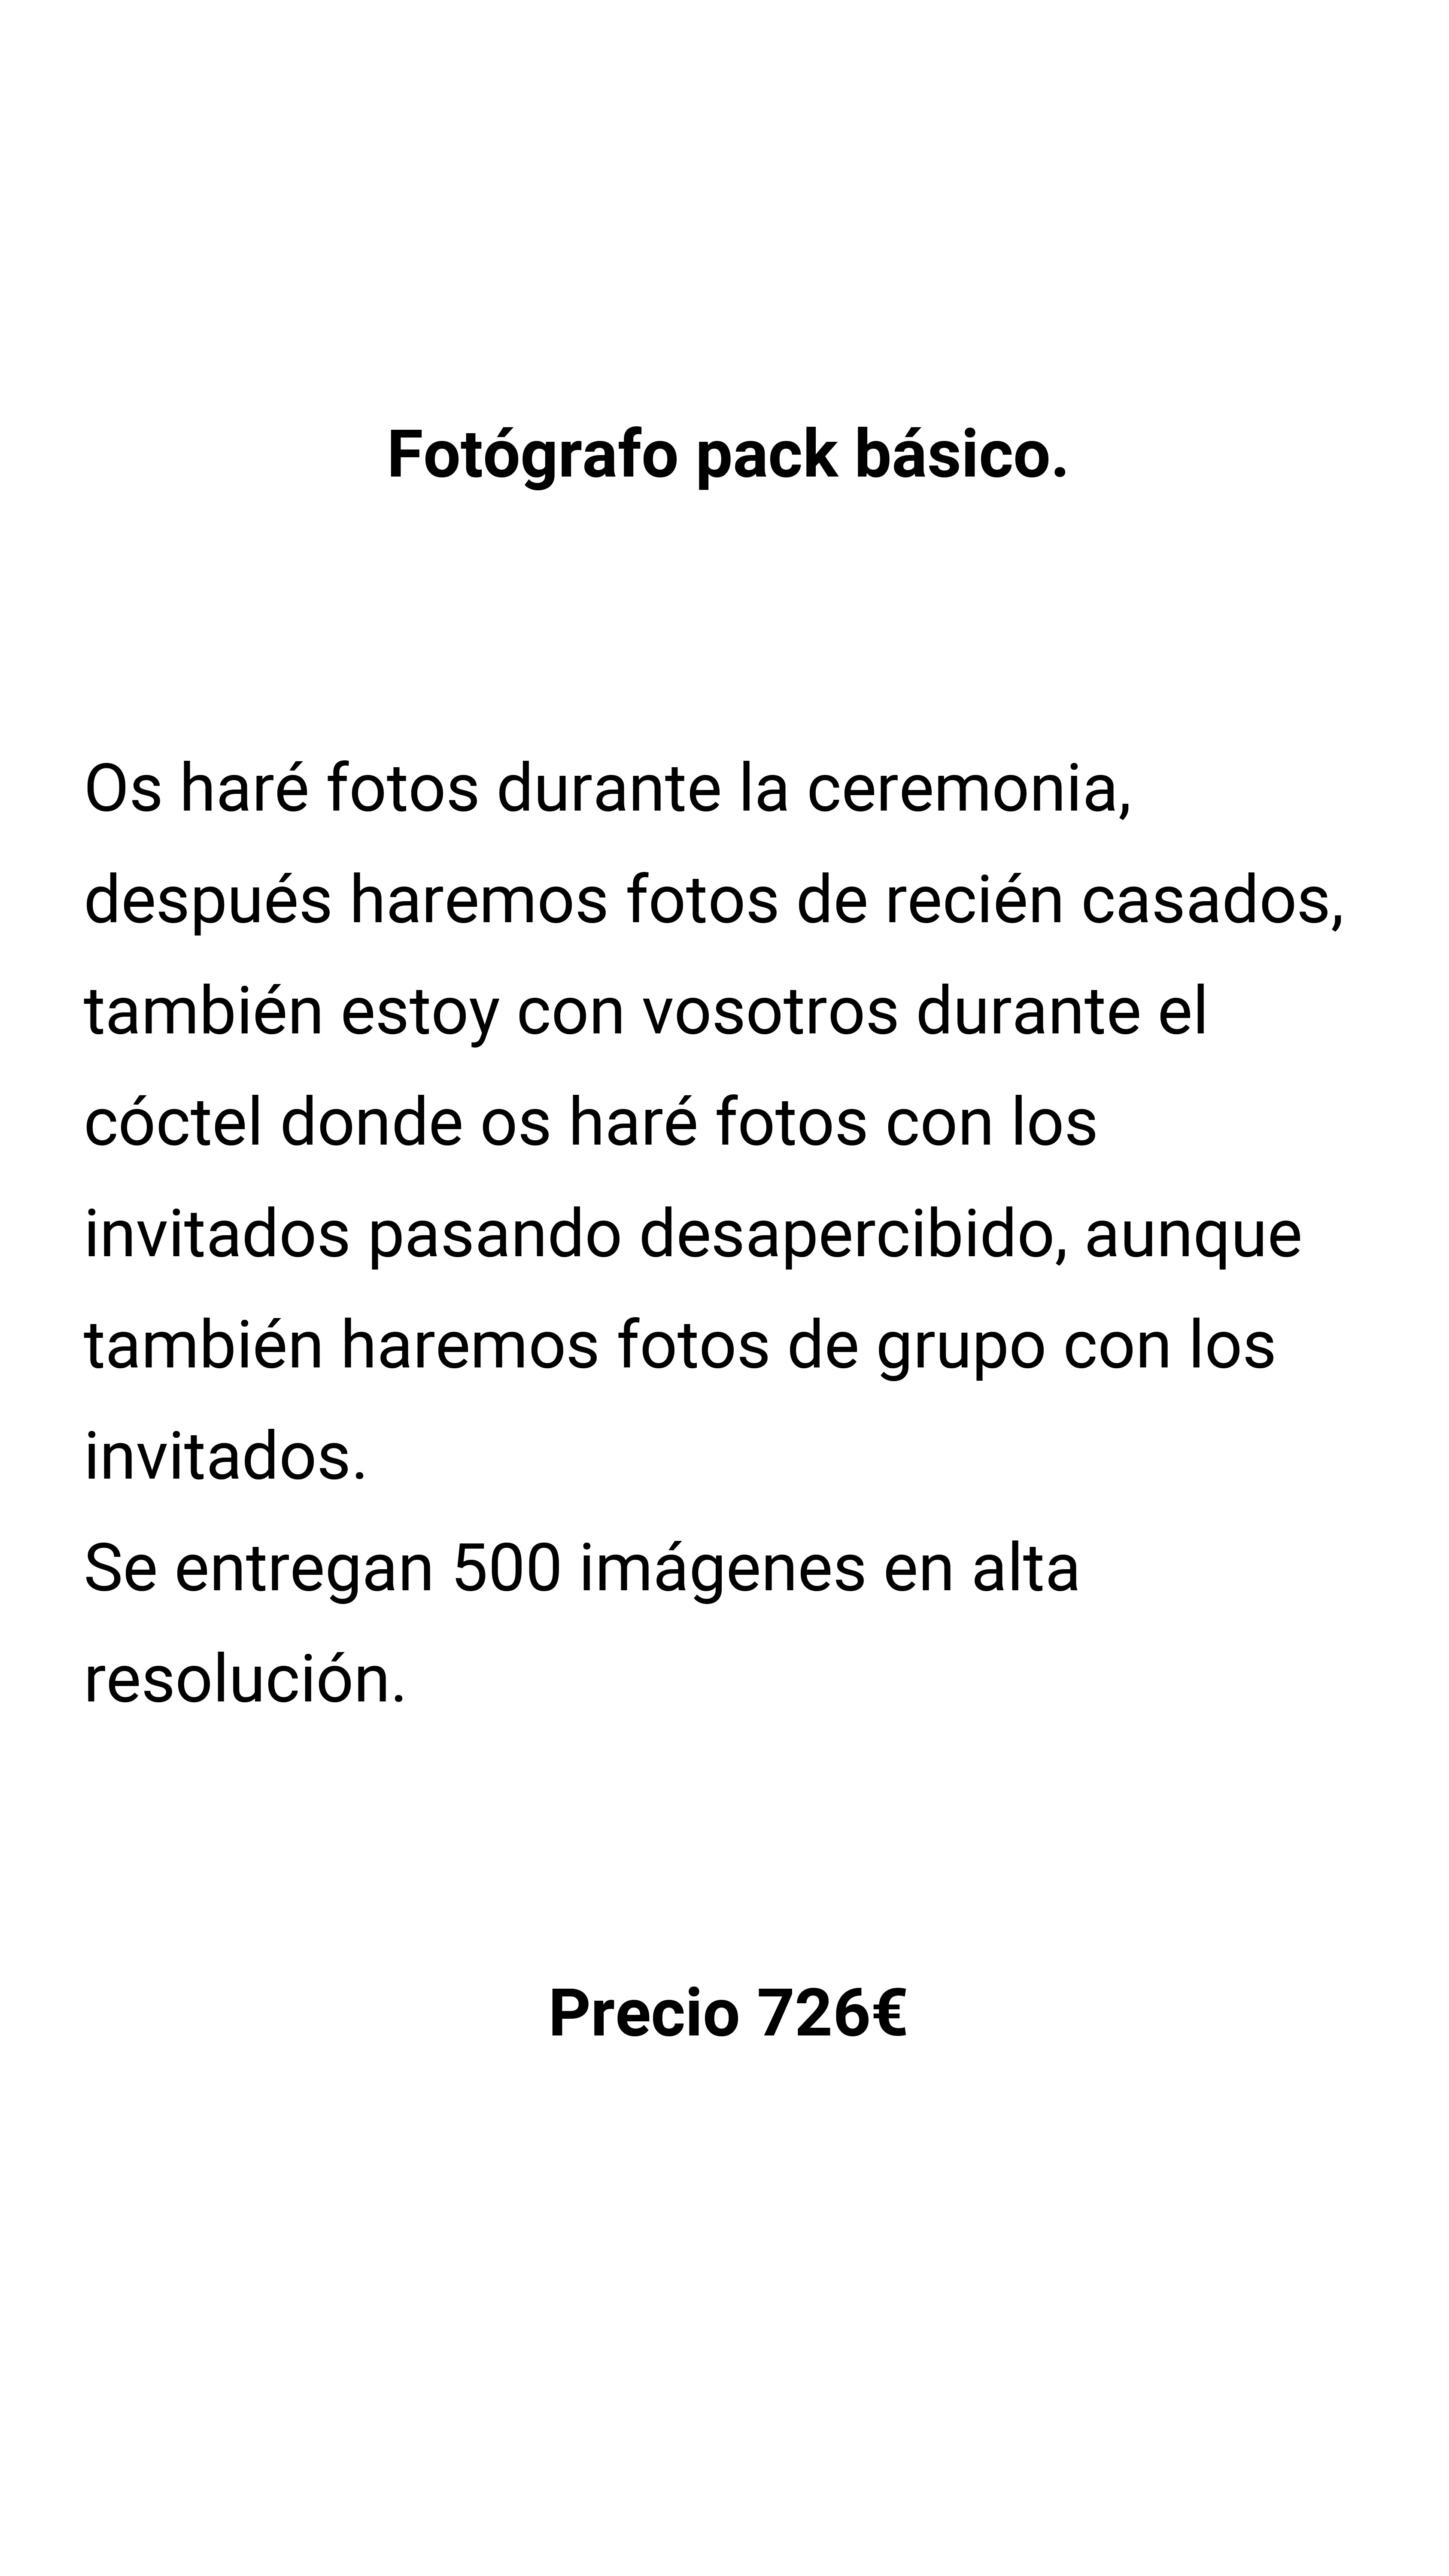 Fotógrafo pack básico.
Os haré fotos durante la ceremonia,
después haremos fotos de recién casados,
también estoy con vosotros durante el
cóctel donde os haré fotos con los
invitados pasando desapercibido, aunque
también haremos fotos de grupo con los
invitados.
Se entregan 500 imágenes en alta
resolución.
Precio 726€